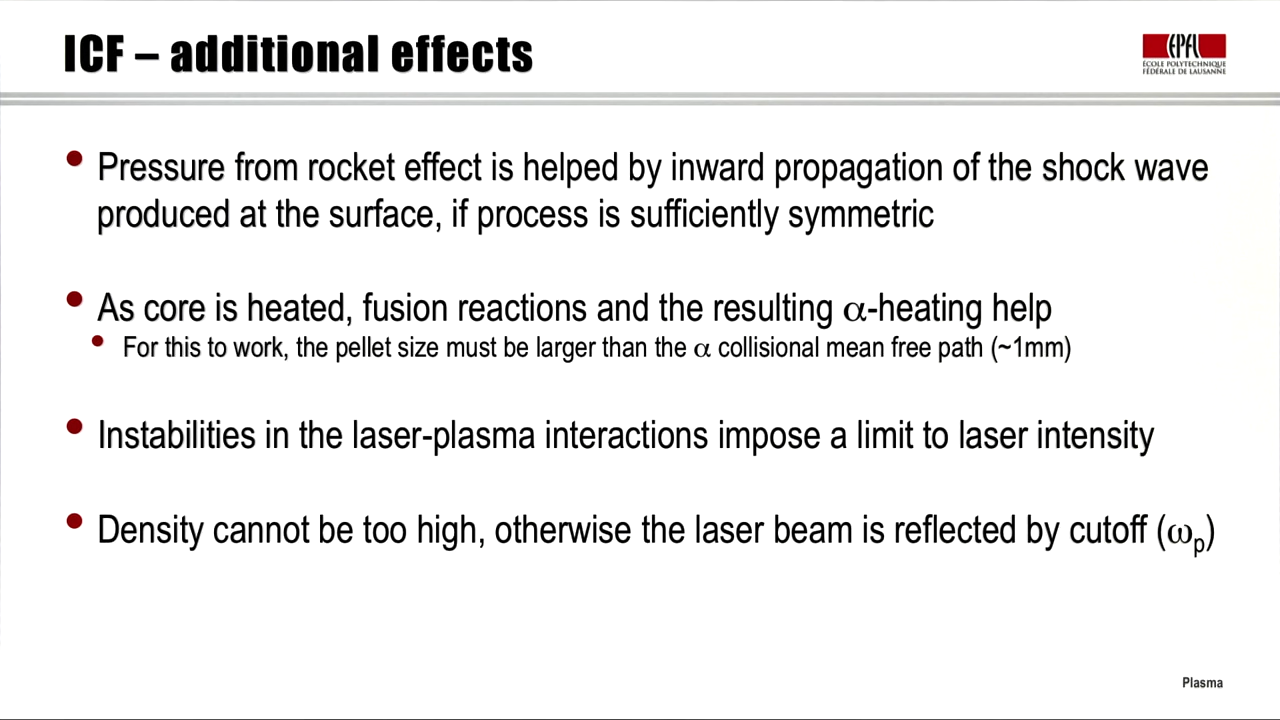 ICF – additional effects
EPFL
ÉCOLE POLYTECHNIQUE
FÉDÉRALE DE LAUSANNE
• Pressure from rocket effect is helped by inward propagation of the shock wave
produced at the surface, if process is sufficiently symmetric
• As core is heated, fusion reactions and the resulting α-heating help
• For this to work, the pellet size must be larger than the α collisional mean free path (~1mm)
• Instabilities in the laser-plasma interactions impose a limit to laser intensity
• Density cannot be too high, otherwise the laser beam is reflected by cutoff (ωp)
Plasma